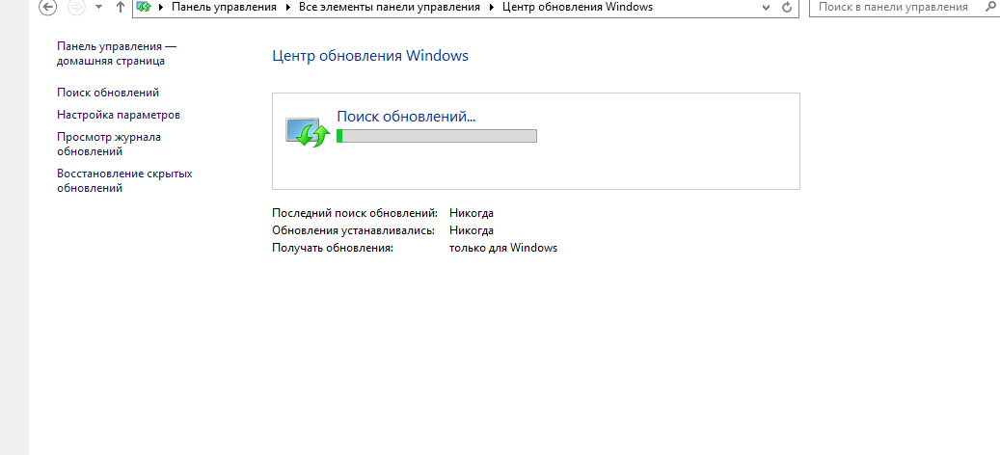 Панель управления Все элементы панели управления Центр обновления Windows Поиск в панели управления
Панель управления —
домашняя страница
Поиск обновлений
Настройка параметров
Просмотр журнала
обновлений
Восстановление скрытых
обновлений
Центр обновления Windows
Поиск обновлений...
Последний поиск обновлений: Никогда
Обновления устанавливались: Никогда
Получать обновления: только для Windows